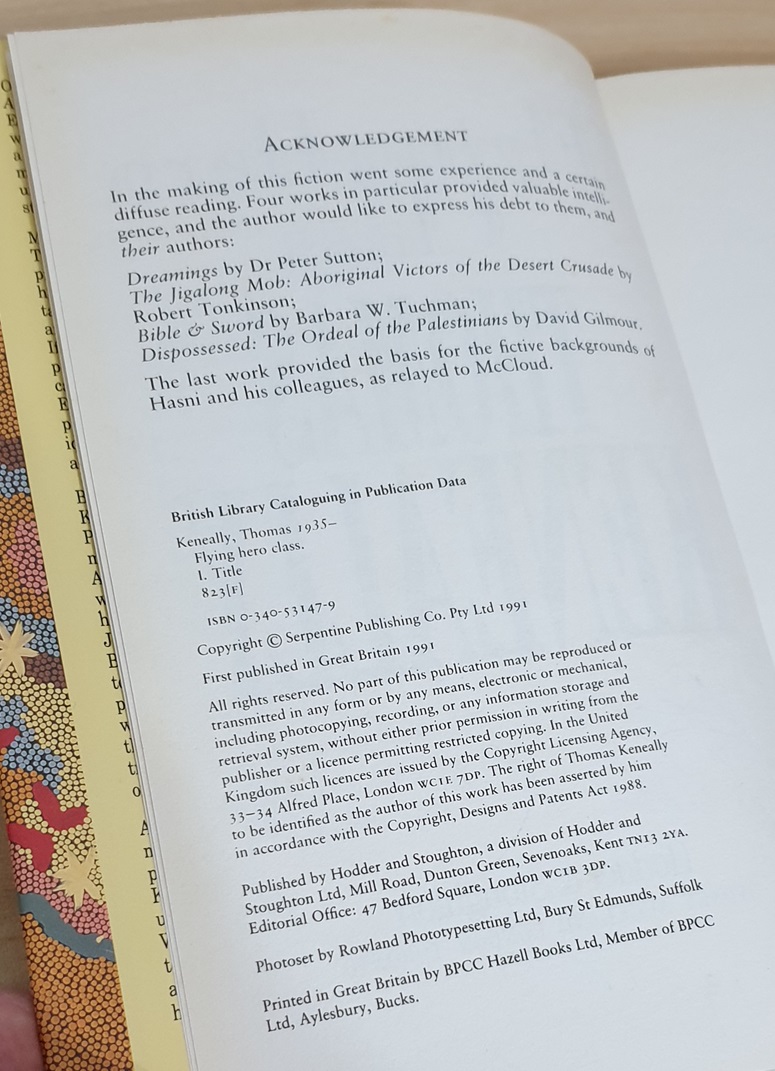 ACKNOWLEDGEMENT
In the making of this fiction went some experience and a certain
diffuse reading. Four works in particular provided valuable intelli-
gence, and the author would like to express his debt to them, and
their authors:
Dreamings by Dr Peter Sutton;
The Jigalong Mob: Aboriginal Victors of the Desert Crusade by
Robert Tonkinson;
Bible & Sword by Barbara W. Tuchman;
Dispossessed: The Ordeal of the Palestinians by David Gilmour.
The last work provided the basis for the fictive backgrounds of
Hasni and his colleagues, as relayed to McCloud.
British Library Cataloguing in Publication Data
Keneally, Thomas 1935–
Flying hero class.
I. Title
823[F]
ISBN 0-340-53147-9
Copyright © Serpentine Publishing Co. Pty Ltd 1991
First published in Great Britain 1991
All rights reserved. No part of this publication may be reproduced or
transmitted in any form or by any means, electronic or mechanical,
including photocopying, recording, or any information storage and
retrieval system, without either prior permission in writing from the
publisher or a licence permitting restricted copying. In the United
Kingdom such licences are issued by the Copyright Licensing Agency,
33–34 Alfred Place, London WC1E 7DP. The right of Thomas Keneally
to be identified as the author of this work has been asserted by him
in accordance with the Copyright, Designs and Patents Act 1988.
Published by Hodder and Stoughton, a division of Hodder and
Stoughton Ltd, Mill Road, Dunton Green, Sevenoaks, Kent TN13 2YA.
Editorial Office: 47 Bedford Square, London WC1B 3DP.
Photoset by Rowland Phototypesetting Ltd, Bury St Edmunds, Suffolk
Printed in Great Britain by BPCC Hazell Books Ltd, Member of BPCC
Ltd, Aylesbury, Bucks.